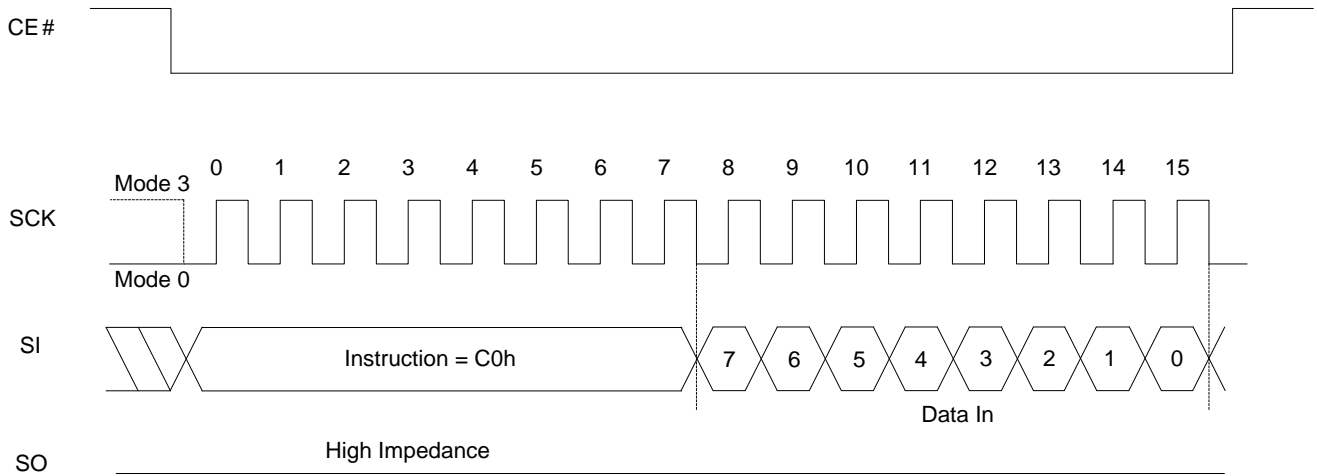 CE#
0 1 2 3 4 5 6 7 8 9 10 11 12 13 14 15
Mode 3
SCK
Mode 0
SI
Instruction = C0h
7 6 5 4 3 2 1 0
Data In
High Impedance
SO